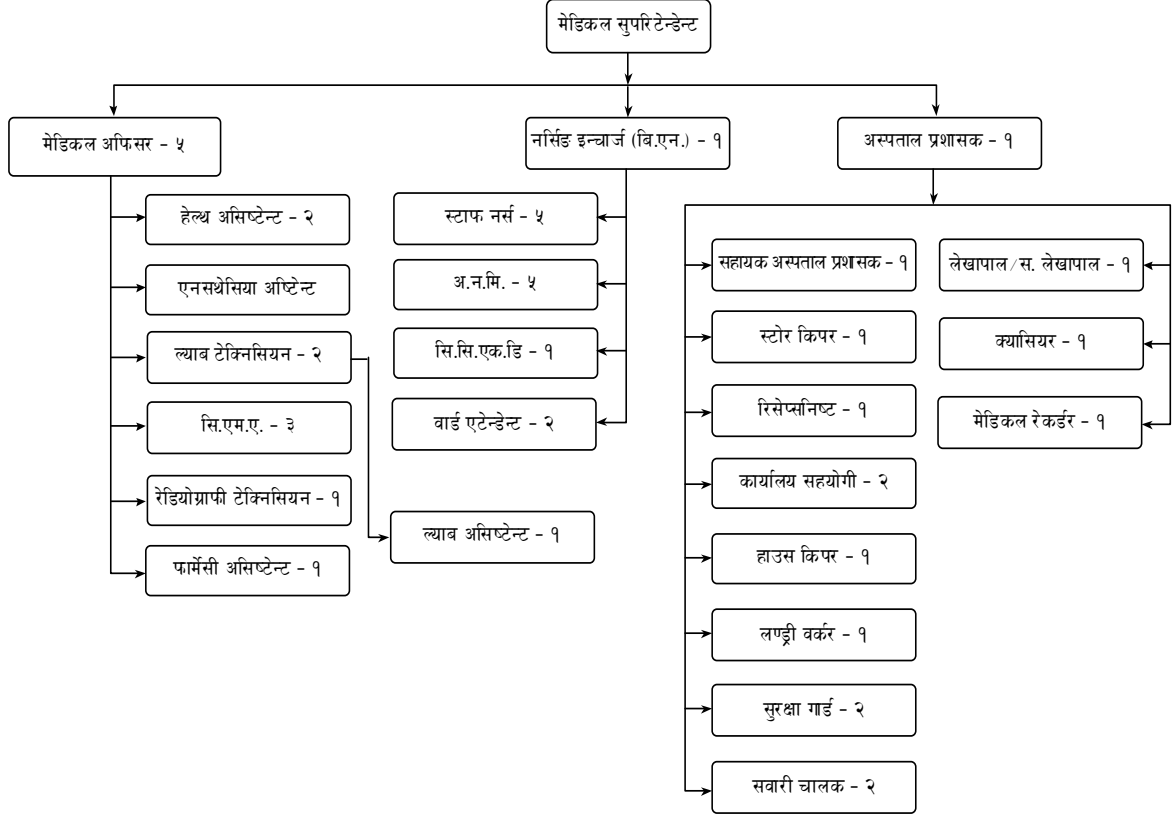 मेडिकल सुपरिटेन्डेन्ट
मेडिकल अफिसर - ५
नर्सिङ इन्चार्ज (बि.एन.) - १
अस्पताल प्रशासक - १
हेल्थ असिष्टेन्ट - २
एनसथेसिया अष्टिेन्ट
ल्याब टेक्निसियन - २
सि.एम.ए. - ३
रेडियोग्राफी टेक्निसियन - १
फार्मेसी असिष्टेन्ट - १
स्टाफ नर्स - ५
अ.न.मि. - ५
सि.सि.एक.डि - १
वार्ड एटेन्डेन्ट - २
ल्याब असिष्टेन्ट - १
सहायक अस्पताल प्रशासक - १
स्टोर किपर - १
रिसेप्सनिष्ट - १
कार्यालय सहयोगी - २
हाउस किपर - १
लण्ड्री वर्कर - १
सुरक्षा गार्ड - २
सवारी चालक - २
लेखापाल/स. लेखापाल - १
क्यासियर - १
मेडिकल रेकर्डर - १